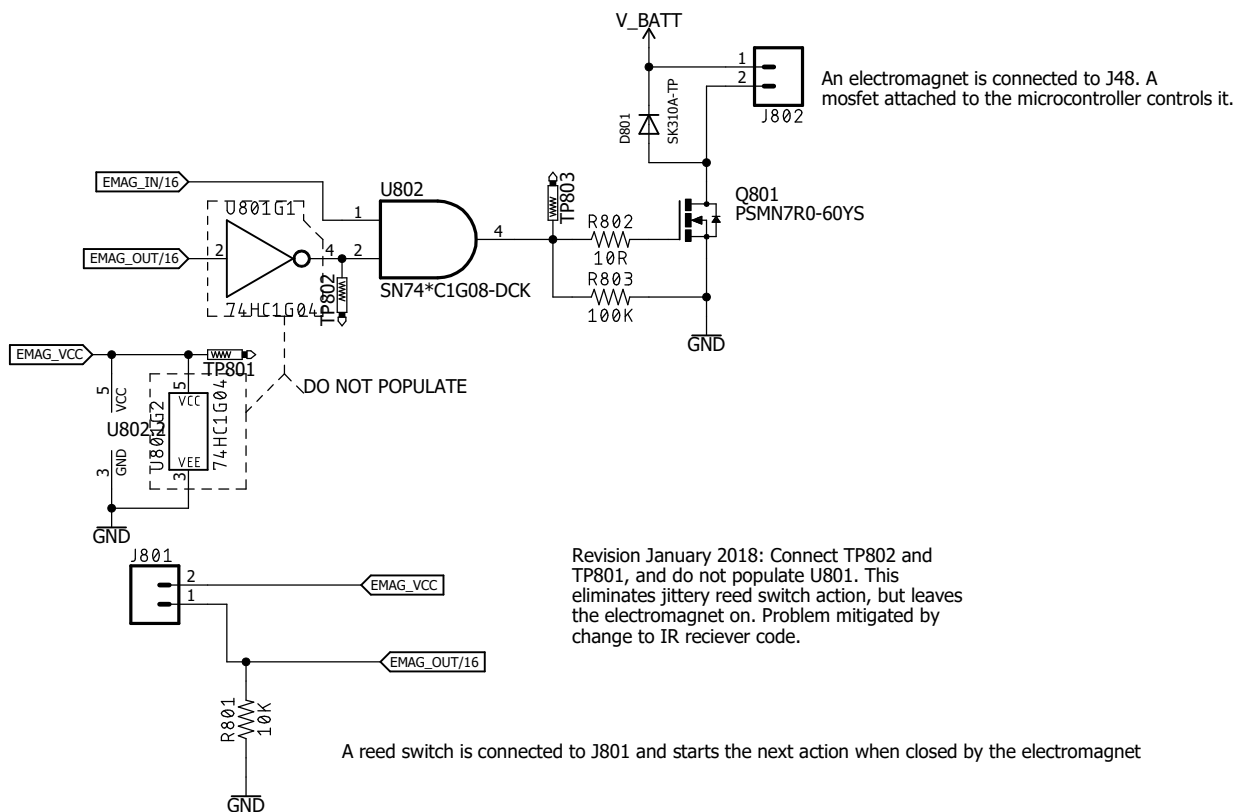 V_BATT
1
2
J802
An electromagnet is connected to J48. A
mosfet attached to the microcontroller controls it.
D801
SK310A-TP
EMAG_IN/16
U801G1
U802
1
2
4
TP803
Q801
PSMN7R0-60YS
EMAG_OUT/16
2
4
74HC1G04
TP802
SN74*C1G08-DCK
R802
10R
R803
100K
GND
EMAG_VCC
TP801
DO NOT POPULATE
5
VCC
U802.2
GND
3
5
VCC
U801G2
74HC1G04
VEE
3
GND
J801
2
1
EMAG_VCC
EMAG_OUT/16
Revision January 2018: Connect TP802 and
TP801, and do not populate U801. This
eliminates jittery reed switch action, but leaves
the electromagnet on. Problem mitigated by
change to IR reciever code.
R801
10K
GND
A reed switch is connected to J801 and starts the next action when closed by the electromagnet